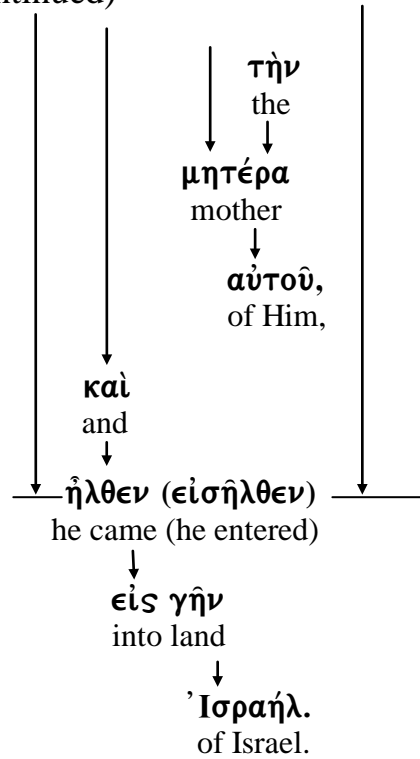 τὴν
the
μητέρα
mother
αὐτοῦ,
of Him,
καὶ
and
ἦλθεν (εἰσῆλθεν)
he came (he entered)
εἰς γῆν
into land
Ἰσραήλ.
of Israel.